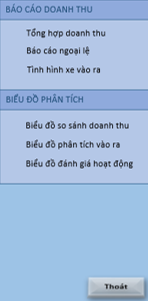 BÁO CÁO DOANH THU
Tổng hợp doanh thu
Báo cáo ngoại lệ
Tình hình xe vào ra
BIỂU ĐỒ PHÂN TÍCH
Biểu đồ so sánh doanh thu
Biểu đồ phân tích vào ra
Biểu đồ đánh giá hoạt động
Thoát